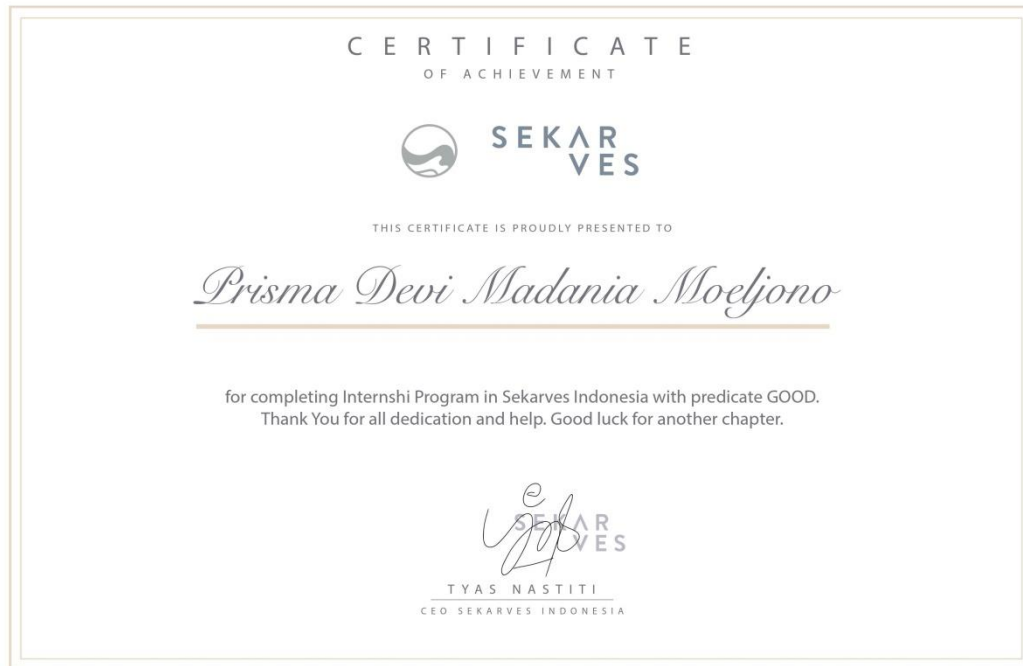 CERTIFICATE
OF ACHIEVEMENT
SEKAR
VES
THIS CERTIFICATE IS PROUDLY PRESENTED TO
Prisma Devi Madania Moeljono
for completing Internshi Program in Sekarves Indonesia with predicate GOOD.
Thank You for all dedication and help. Good luck for another chapter.
SEKAR
VES
TYAS NASTITI
CEO SEKARVES INDONESIA